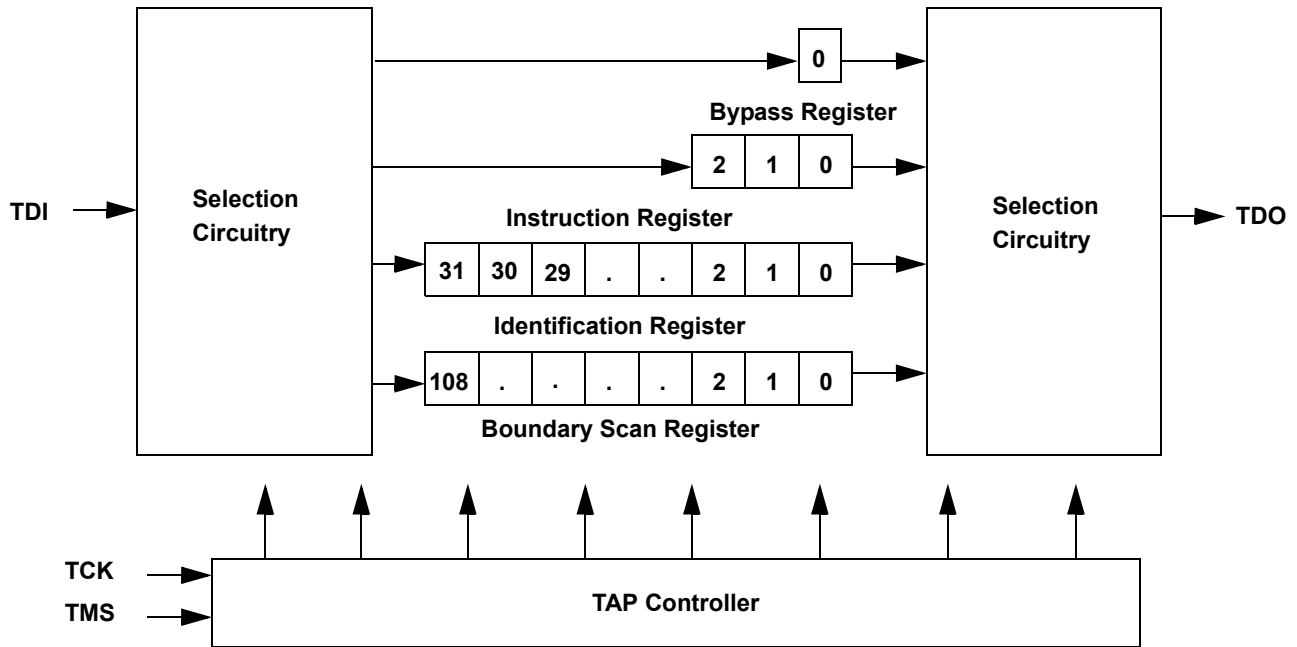 0
Bypass Register
2 1 0
Instruction Register
31 30 29 . . 2 1 0
Identification Register
108 . . . . 2 1 0
Boundary Scan Register
TDI
Selection
Circuitry
Selection
Circuitry
TDO
TCK
TMS
TAP Controller